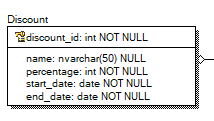 Discount
discount_id: int NOT NULL
name: nvarchar(50) NULL
percentage: int NOT NULL
start_date: date NOT NULL
end_date: date NOT NULL